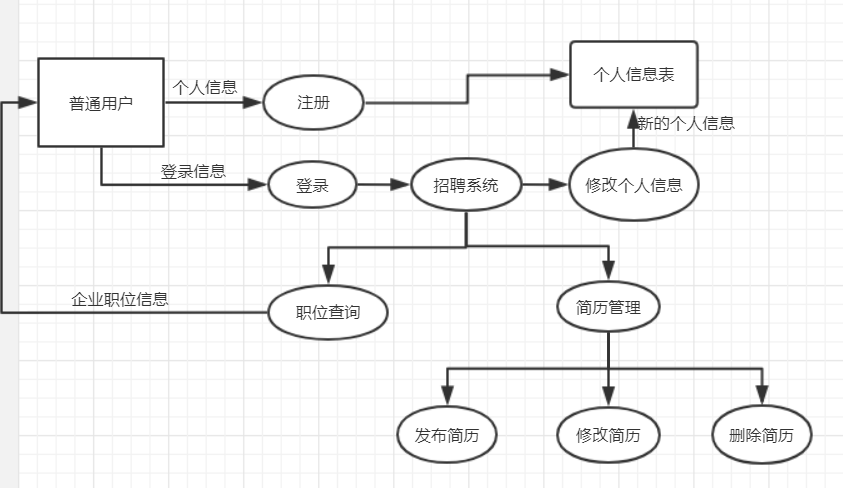 普通用户
个人信息
注册
个人信息表
新的个人信息
登录信息
登录
招聘系统
修改个人信息
企业职位信息
职位查询
简历管理
发布简历
修改简历
删除简历